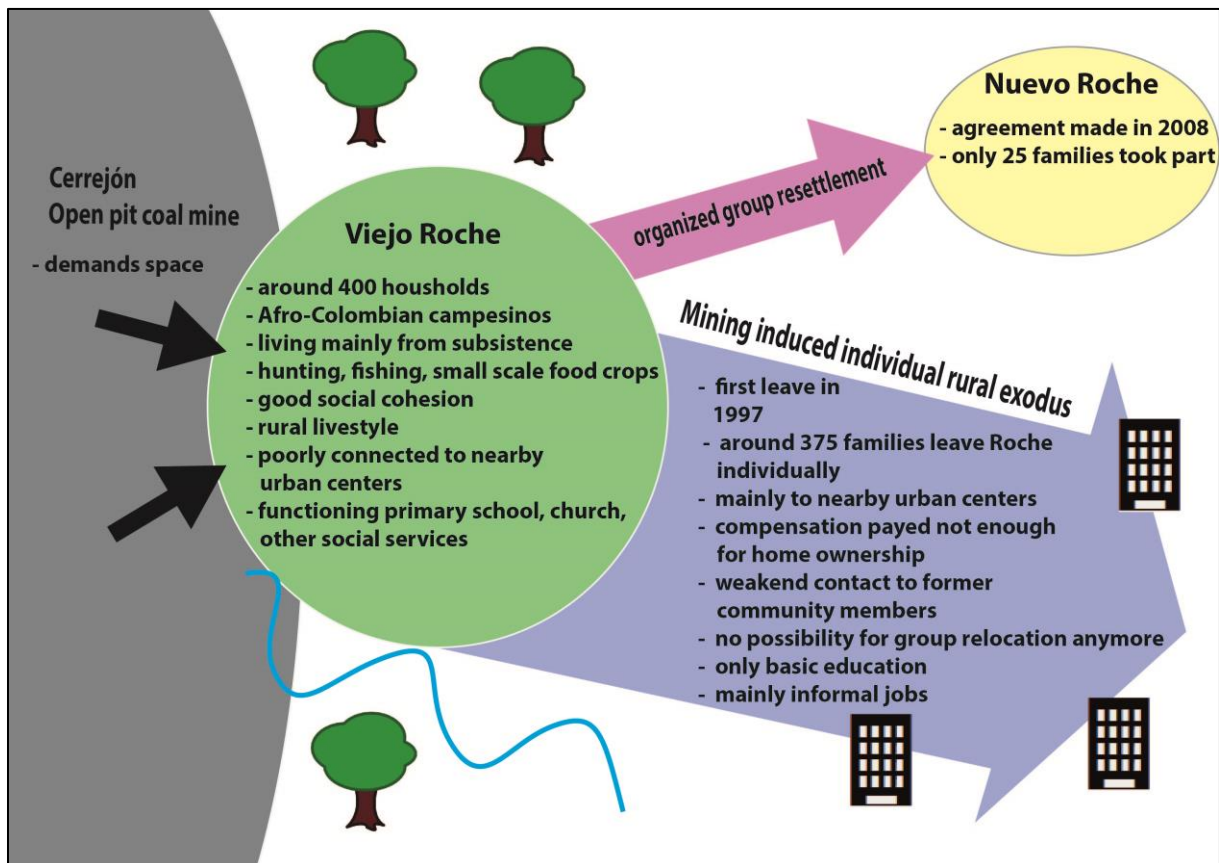 Cerrejón
Open pit coal mine
- demands space
Viejo Roche
- around 400 housholds
- Afro-Colombian campesinos
- living mainly from subsistence
- hunting, fishing, small scale food crops
- good social cohesion
- rural livestyle
- poorly connected to nearby
urban centers
- functioning primary school, church,
other social services
organized group resettlement
Nuevo Roche
- agreement made in 2008
- only 25 families took part
Mining induced individual rural exodus
- first leave in
1997
- around 375 families leave Roche
individually
- mainly to nearby urban centers
- compensation payed not enough
for home ownership
- weakend contact to former
community members
- no possibility for group relocation anymore
- only basic education
- mainly informal jobs